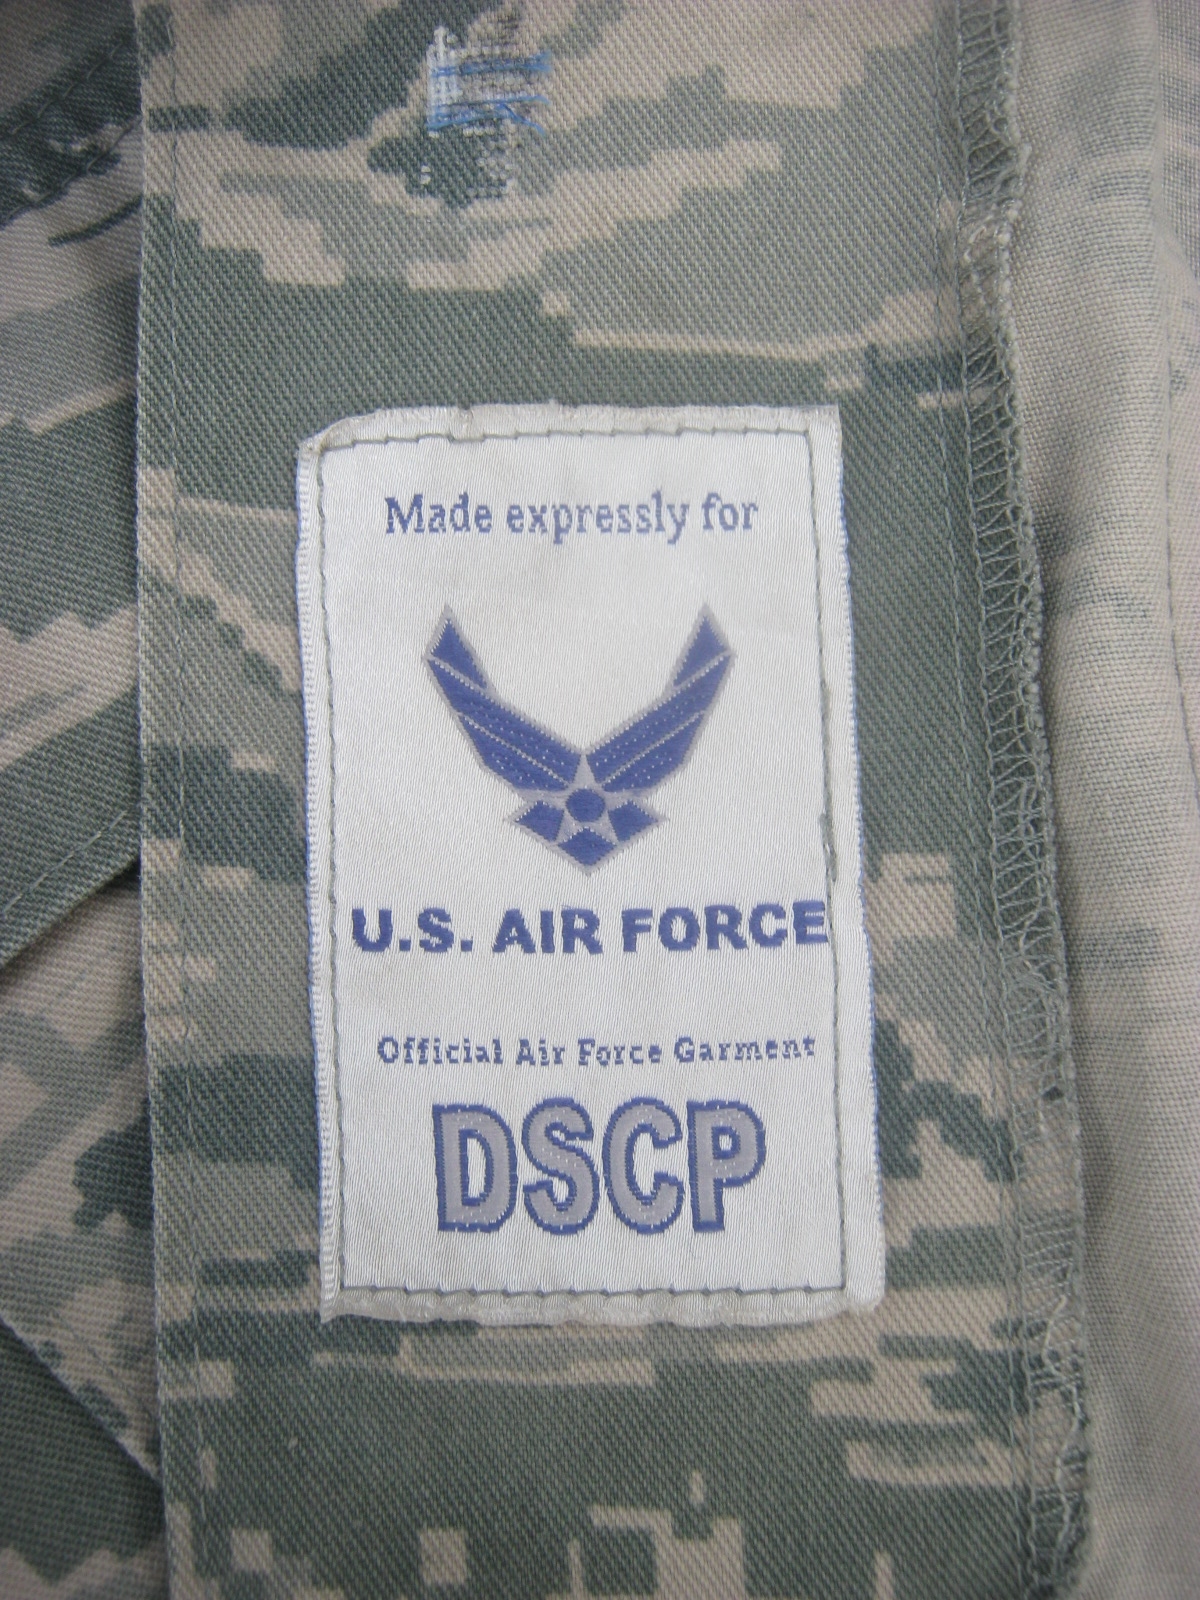 Made expressly for
U.S. AIR FORCE
Official Air Force Garment
DSCP